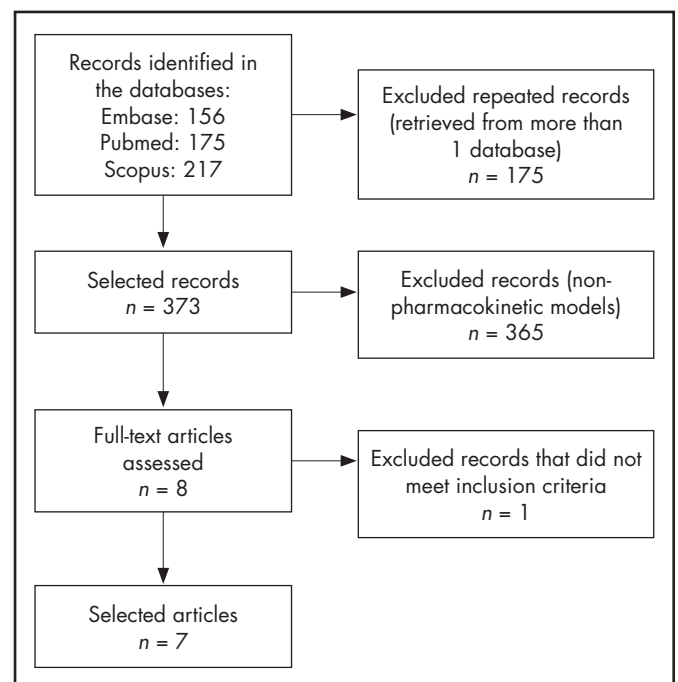 Records identified in
the databases:
Embase: 156
Pubmed: 175
Scopus: 217
Excluded repeated records
(retrieved from more than
1 database)
n = 175
Selected records
n = 373
Excluded records (non-
pharmacokinetic models)
n = 365
Full-text articles
assessed
n = 8
Excluded records that did not
meet inclusion criteria
n = 1
Selected articles
n = 7